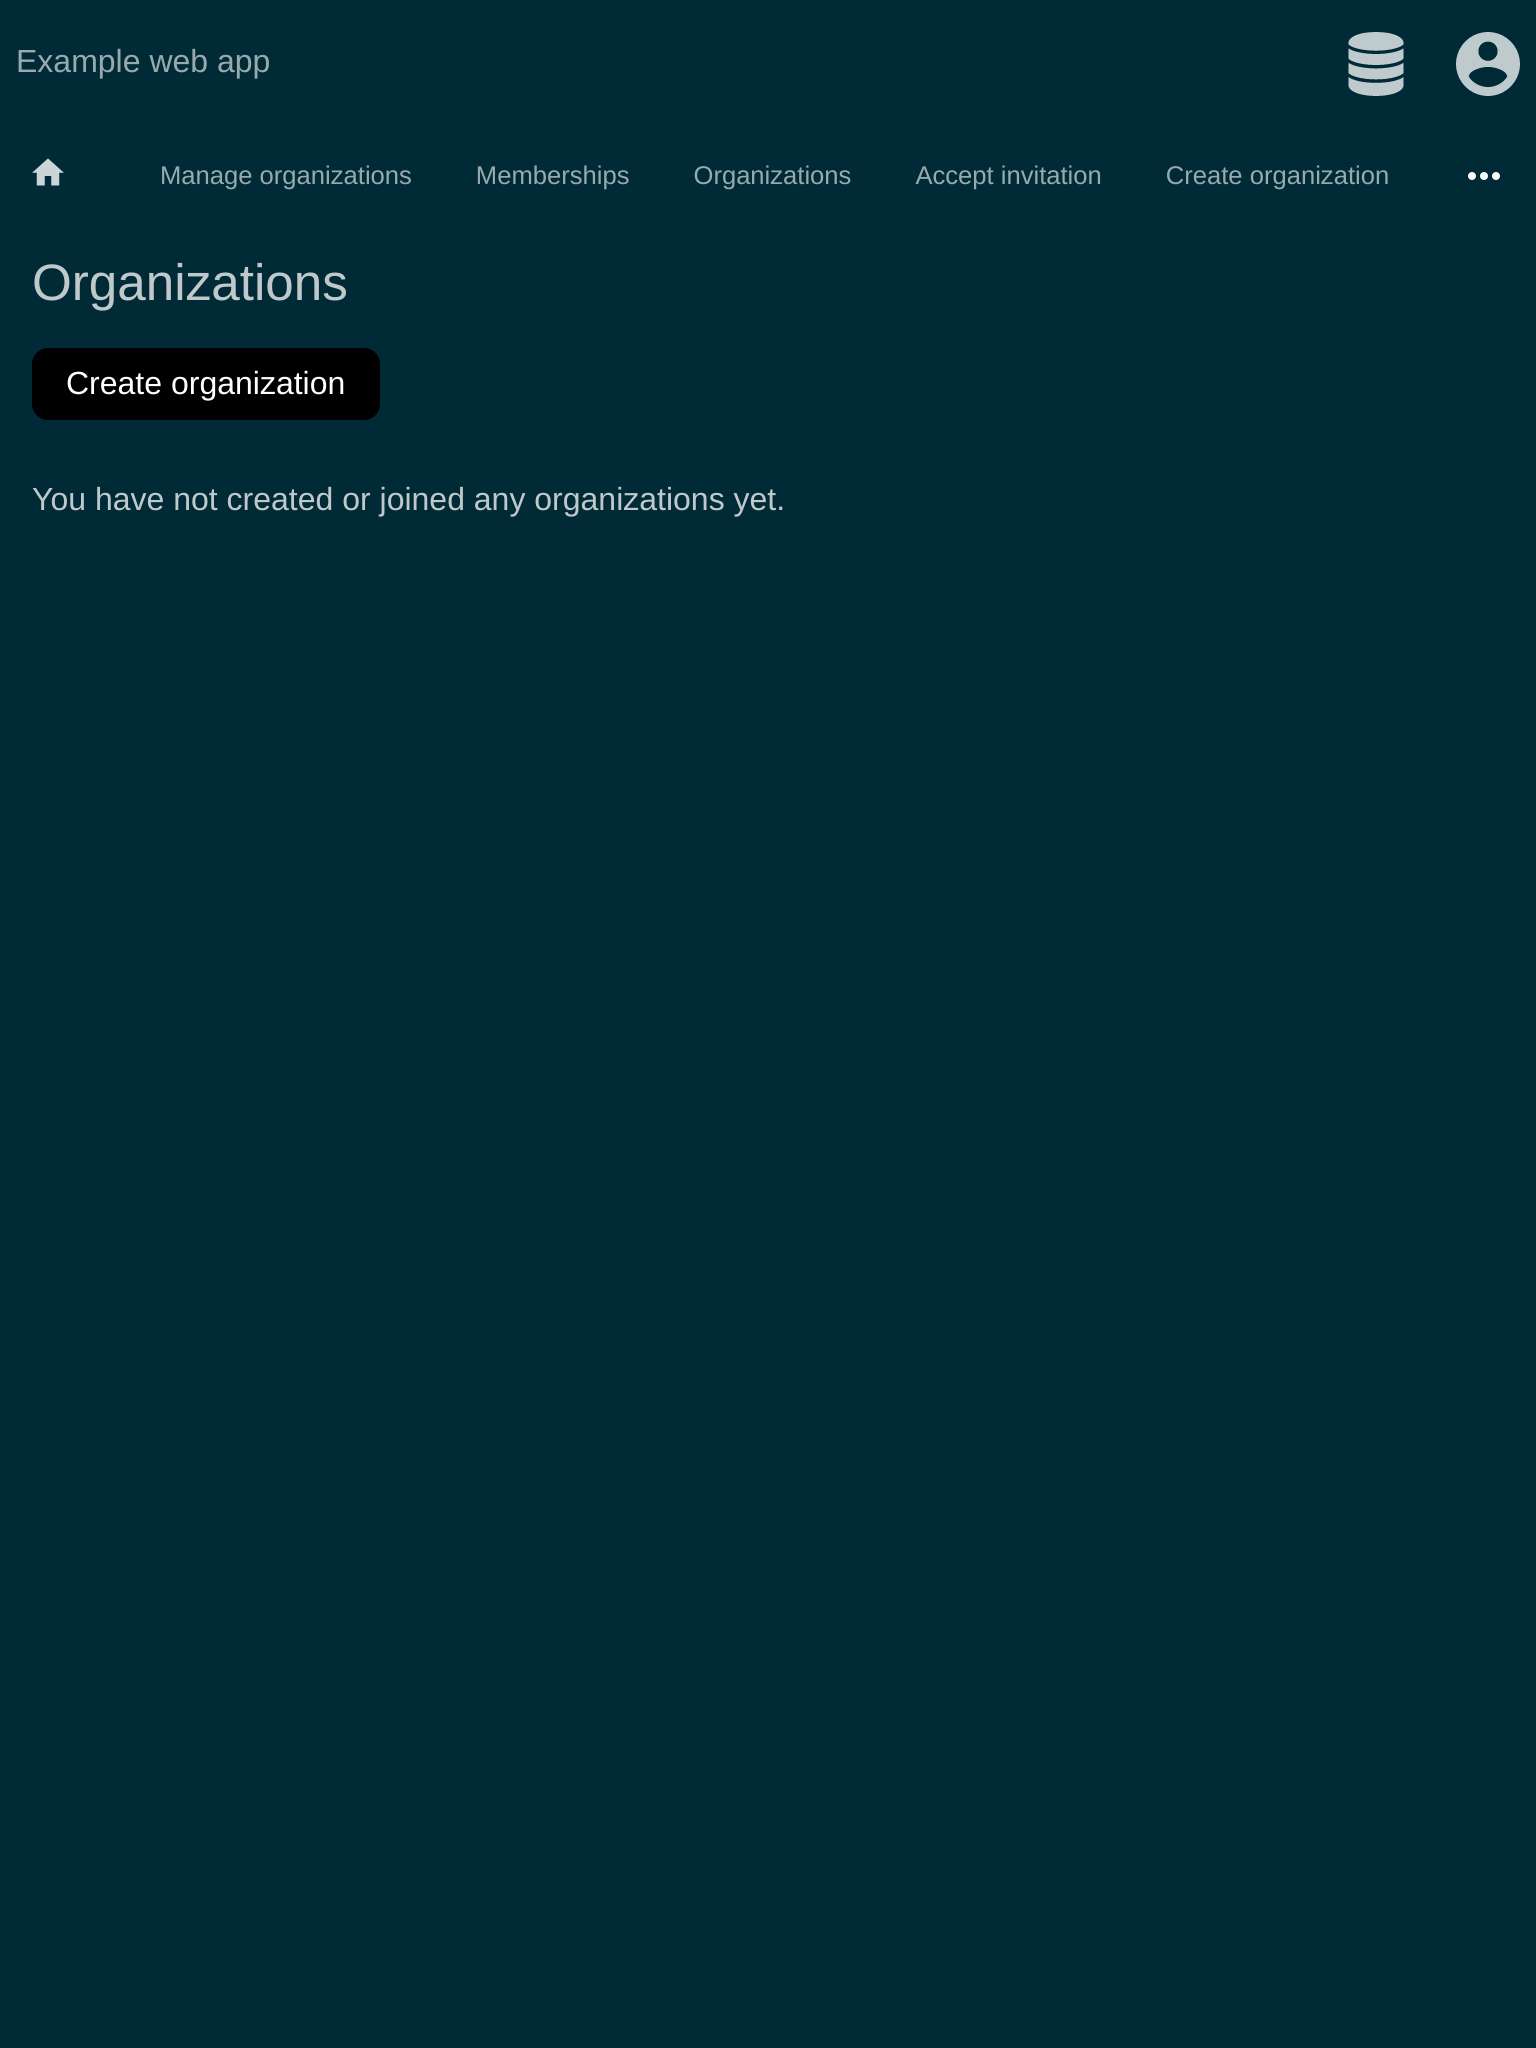 Example web app
Manage organizations Memberships Organizations Accept invitation Create organization
Organizations
Create organization
You have not created or joined any organizations yet.